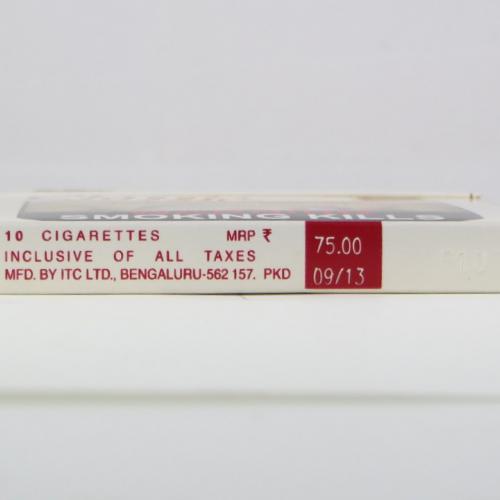 SMOKING KILLS
10 CIGARETTES MRP ₹ 75.00
INCLUSIVE OF ALL TAXES
MFD. BY ITC LTD., BENGALURU-562 157. PKD 09/13